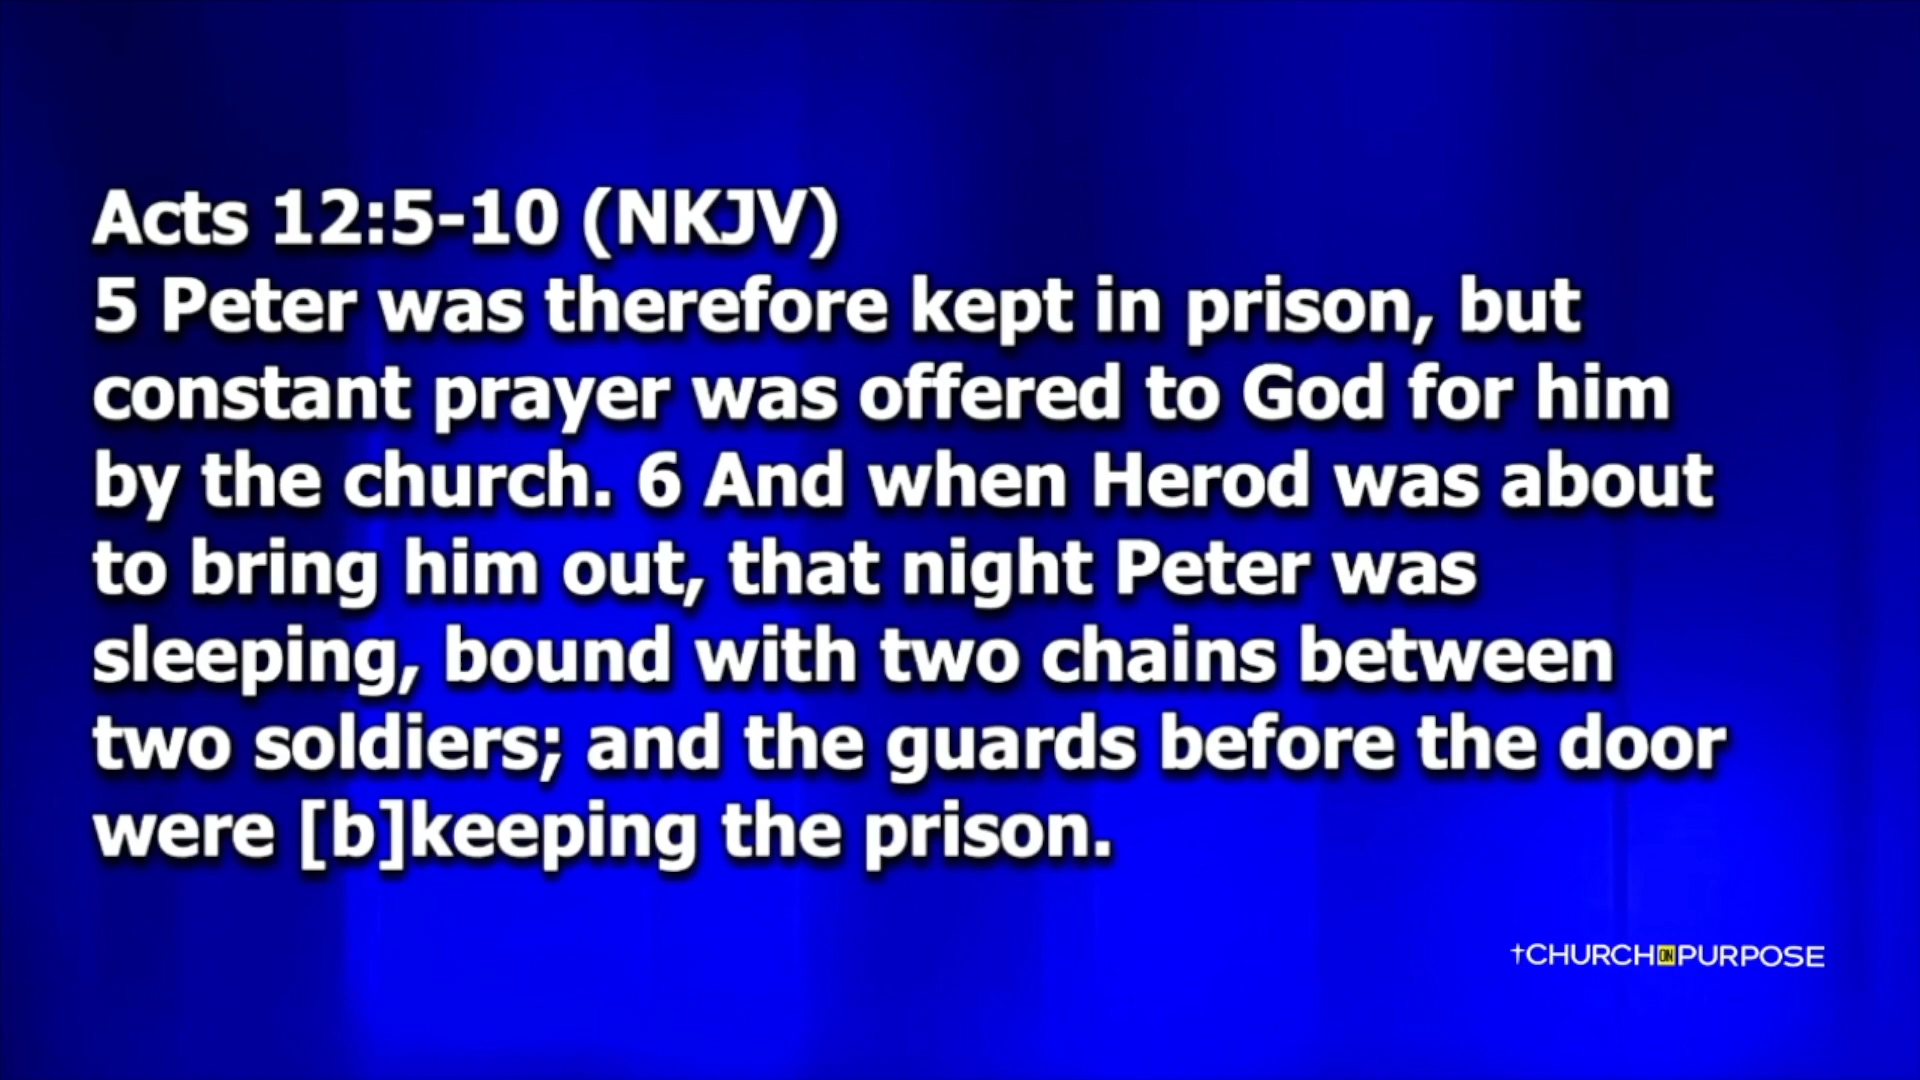 Acts 12:5-10 (NKJV)
5 Peter was therefore kept in prison, but
constant prayer was offered to God for him
by the church. 6 And when Herod was about
to bring him out, that night Peter was
sleeping, bound with two chains between
two soldiers; and the guards before the door
were [b]keeping the prison.
CHURCH ON PURPOSE